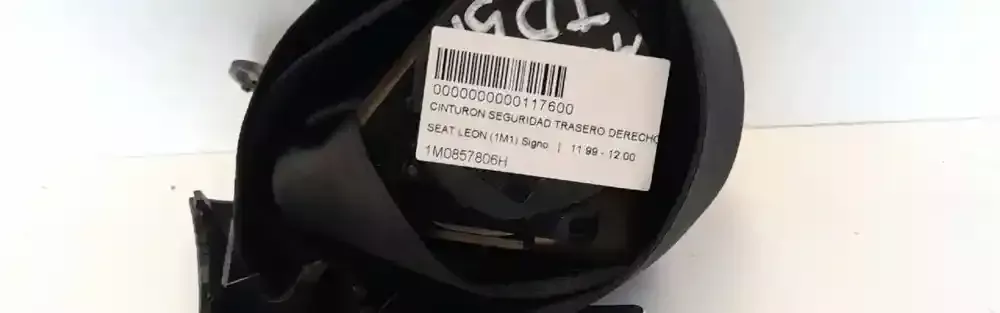 0000000000117600
CINTURON SEGURIDAD TRASERO DERECHO
SEAT LEON (1M1) Signo | 11.99 - 12.00
1M0857806H